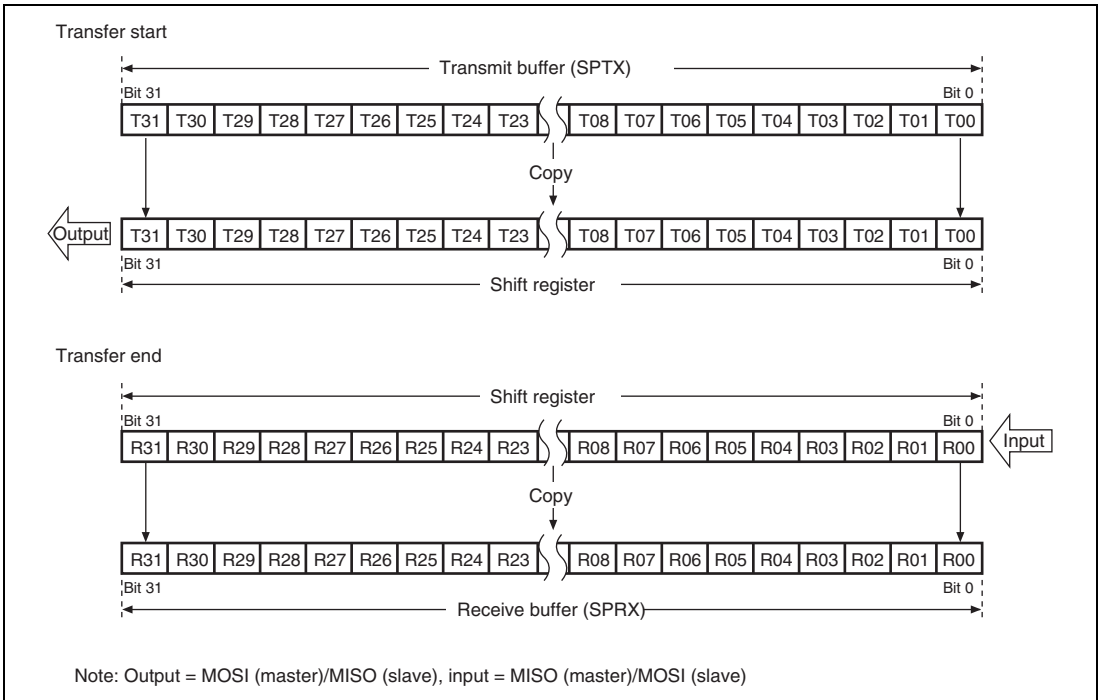 Transfer start
Transmit buffer (SPTX)
Bit 31 Bit 0
T31 T30 T29 T28 T27 T26 T25 T24 T23 T08 T07 T06 T05 T04 T03 T02 T01 T00
Copy
Output T31 T30 T29 T28 T27 T26 T25 T24 T23 T08 T07 T06 T05 T04 T03 T02 T01 T00
Bit 31 Bit 0
Shift register
Transfer end
Shift register
Bit 31 Bit 0
R31 R30 R29 R28 R27 R26 R25 R24 R23 R08 R07 R06 R05 R04 R03 R02 R01 R00 Input
Copy
R31 R30 R29 R28 R27 R26 R25 R24 R23 R08 R07 R06 R05 R04 R03 R02 R01 R00
Bit 31 Bit 0
Receive buffer (SPRX)
Note: Output = MOSI (master)/MISO (slave), input = MISO (master)/MOSI (slave)